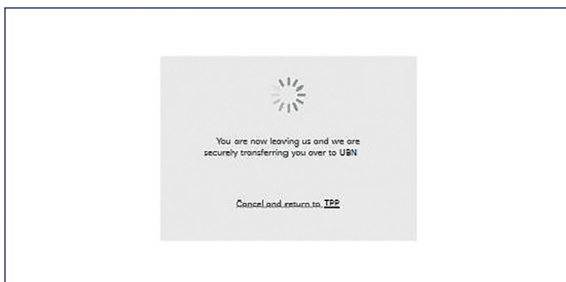 You are now leaving us and we are
securely transferring you over to UBN
Cancel and return to TPP